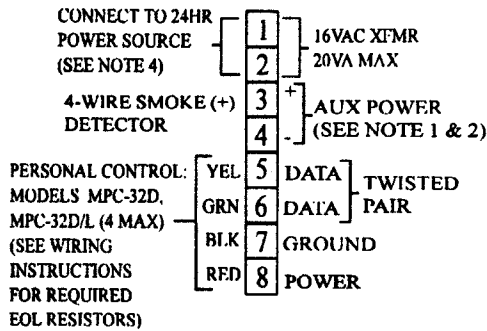 CONNECT TO 24HR
POWER SOURCE
(SEE NOTE 4)
1
2
16VAC XFMR
20VA MAX
4-WIRE SMOKE (+)
DETECTOR
3
4
+
-
AUX POWER
(SEE NOTE 1 & 2)
PERSONAL CONTROL:
MODELS MPC-32D,
MPC-32D/L (4 MAX)
(SEE WIRING
INSTRUCTIONS
FOR REQUIRED
EOL RESISTORS)
YEL 5 DATA
GRN 6 DATA
TWISTED
PAIR
BLK 7 GROUND
RED 8 POWER